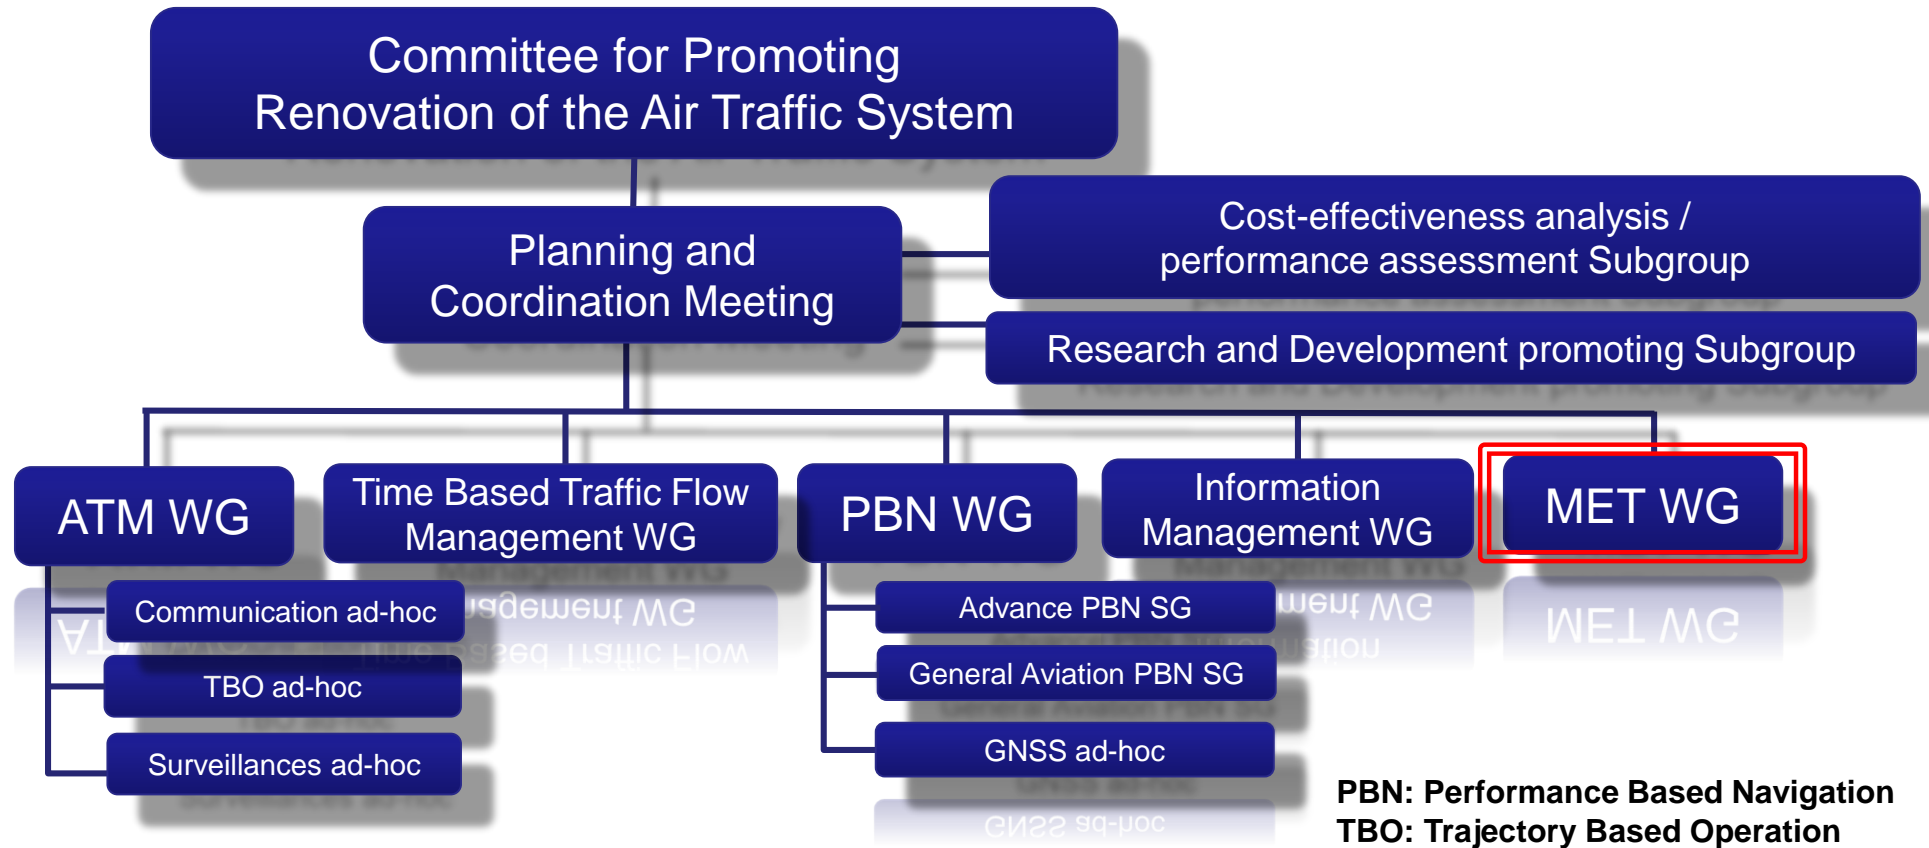 Committee for Promoting
Renovation of the Air Traffic System
Planning and
Coordination Meeting
Cost-effectiveness analysis /
performance assessment Subgroup
Research and Development promoting Subgroup
ATM WG
Time Based Traffic Flow
Management WG
PBN WG
Information
Management WG
MET WG
Communication ad-hoc
TBO ad-hoc
Surveillances ad-hoc
Advance PBN SG
General Aviation PBN SG
GNSS ad-hoc
PBN: Performance Based Navigation
TBO: Trajectory Based Operation